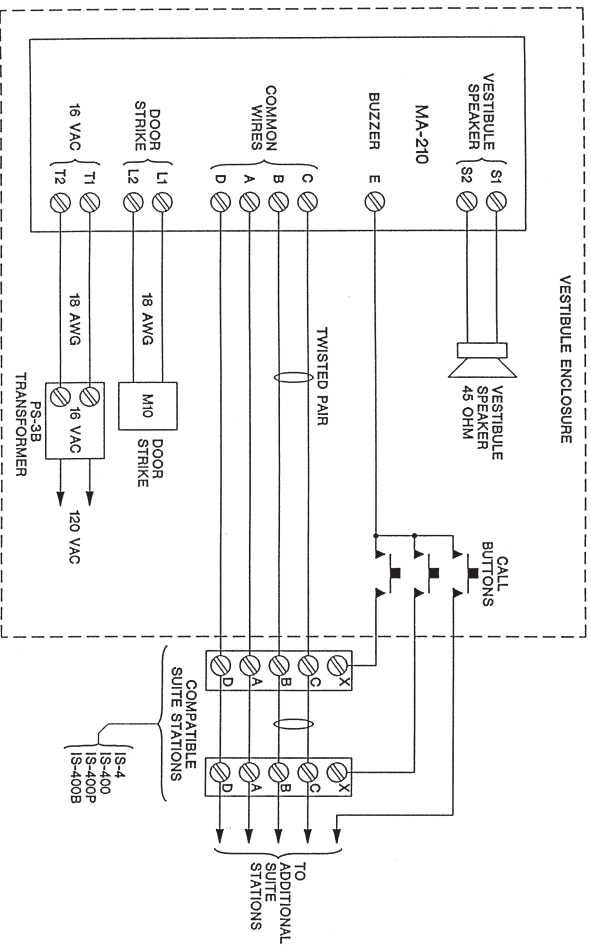 VESTIBULE ENCLOSURE
MA-210
VESTIBULE
SPEAKER
S1
S2
VESTIBULE
SPEAKER
45 OHM
BUZZER
E
CALL
BUTTONS
COMMON
WIRES
C
B
A
D
TWISTED PAIR
X
C
B
A
D
X
C
B
A
D
TO
ADDITIONAL
SUITE
STATIONS
COMPATIBLE
SUITE STATIONS
IS-4
IS-400
IS-400P
IS-400B
DOOR
STRIKE
L1
L2
18 AWG
M10
DOOR
STRIKE
16 VAC
T1
T2
18 AWG
16 VAC
PS-3B
TRANSFORMER
120 VAC